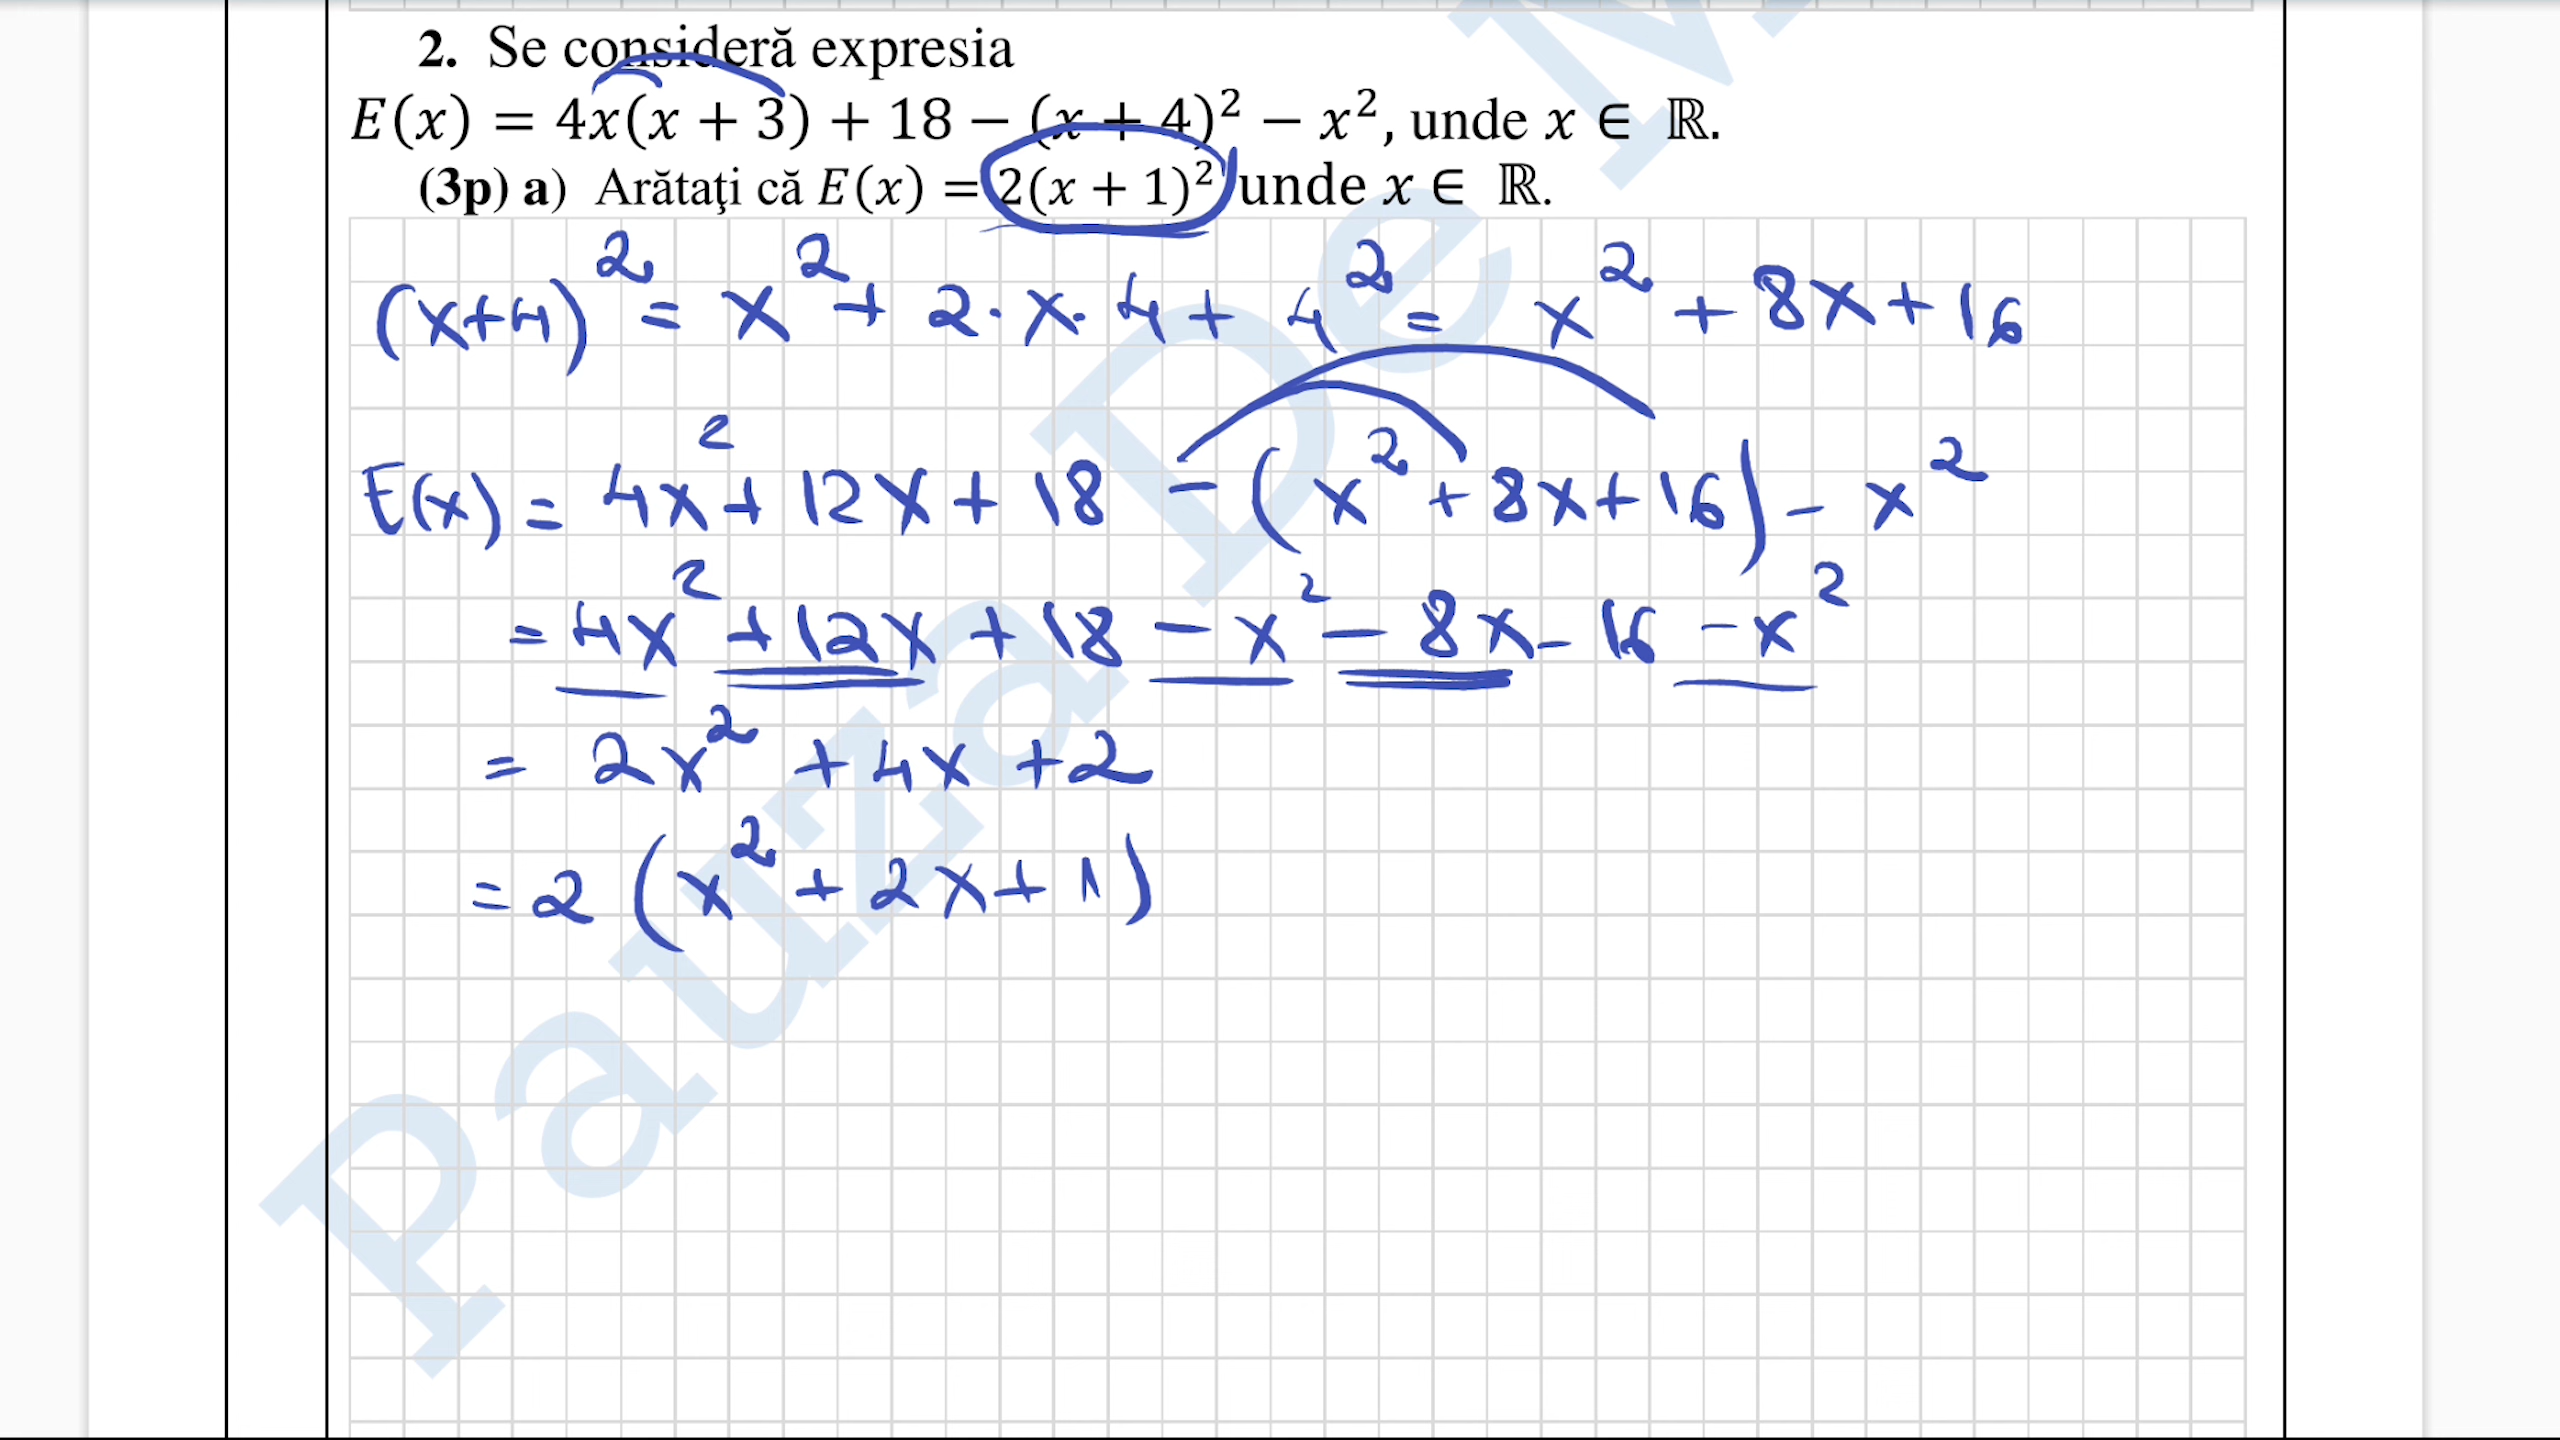 2. Se consideră expresia
E(x) = 4x(x + 3) + 18 − (x + 4)² − x², unde x ∈ ℝ.
(3p) a) Arătaţi că E(x) = 2(x + 1)² unde x ∈ ℝ.
(x+4)² = x² + 2·x·4 + 4² = x² + 8x + 16
E(x) = 4x² + 12x + 18 − (x² + 8x + 16) − x²
= 4x² + 12x + 18 − x² − 8x − 16 − x²
= 2x² + 4x + 2
= 2(x² + 2x + 1)
Pauza De M